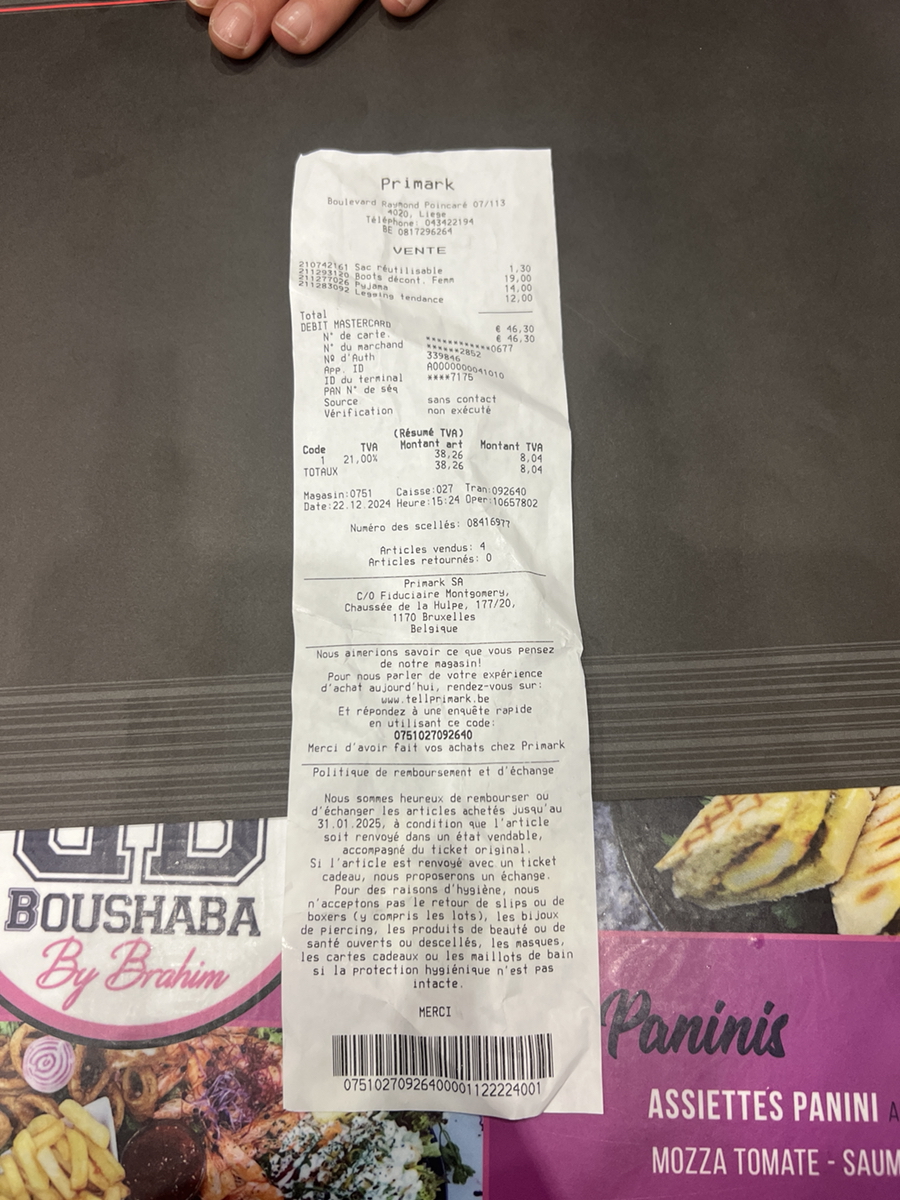 Primark
Boulevard Raymond Poincaré 07/113
4020, Liege
Téléphone: 043422194
BE 0817296264
VENTE
210742161 Sac réutilisable 1,30
211293120 Boots décont. Femm 19,00
211277026 Pyjama 14,00
211283092 Legging tendance 12,00
Total € 46,30
DEBIT MASTERCARD € 46,30
N° de carte. ************0677
N° du marchand ******2852
Nº d'Auth 339846
App. ID A0000000041010
ID du terminal ****7175
PAN N° de séq
Source sans contact
Vérification non exécuté
(Résumé TVA)
Code TVA Montant art Montant TVA
1 21,00% 38,26 8,04
TOTAUX 38,26 8,04
Magasin:0751 Caisse:027 Tran:092640
Date:22.12.2024 Heure:15:24 Oper:10657802
Numéro des scellés: 08416977
Articles vendus: 4
Articles retournés: 0
Primark SA
C/O Fiduciaire Montgomery,
Chaussée de la Hulpe, 177/20,
1170 Bruxelles
Belgique
Nous aimerions savoir ce que vous pensez
de notre magasin!
Pour nous parler de votre expérience
d'achat aujourd'hui, rendez-vous sur:
www.tellprimark.be
Et répondez à une enquête rapide
en utilisant ce code:
0751027092640
Merci d'avoir fait vos achats chez Primark
Politique de remboursement et d'échange
Nous sommes heureux de rembourser ou
d'échanger les articles achetés jusqu'au
31.01.2025, à condition que l'article
soit renvoyé dans un état vendable,
accompagné du ticket original.
Si l'article est renvoyé avec un ticket
cadeau, nous proposerons un échange.
Pour des raisons d'hygiène, nous
n'acceptons pas le retour de slips ou de
boxers (y compris les lots), les bijoux
de piercing, les produits de beauté ou de
santé ouverts ou descellés, les masques,
les cartes cadeaux ou les maillots de bain
si la protection hygiénique n'est pas
intacte.
MERCI
07510270926400001122224001
BOUSHABA
By Brahim
Paninis
ASSIETTES PANINI
MOZZA TOMATE - SAUM